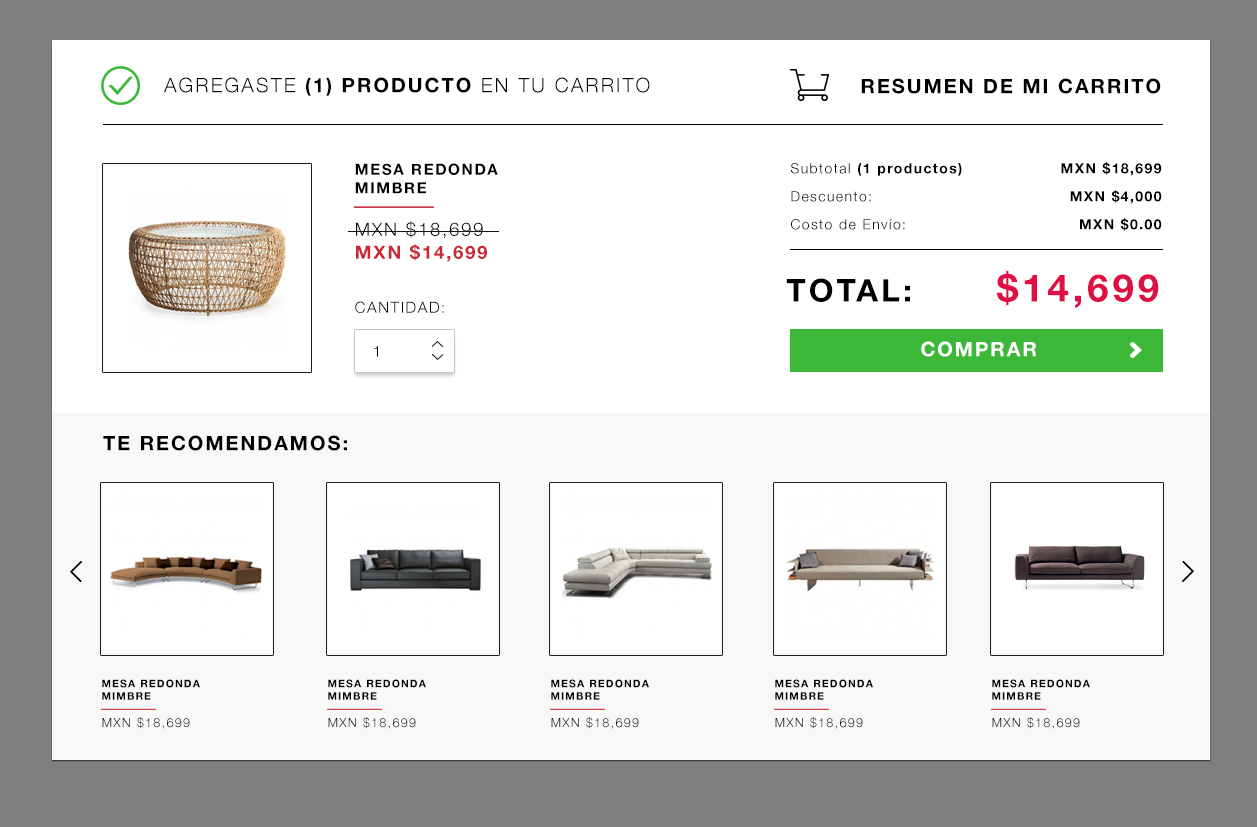 AGREGASTE (1) PRODUCTO EN TU CARRITO
RESUMEN DE MI CARRITO
MESA REDONDA
MIMBRE
MXN $18,699
MXN $14,699
CANTIDAD:
1
Subtotal (1 productos) MXN $18,699
Descuento: MXN $4,000
Costo de Envío: MXN $0.00
TOTAL: $14,699
COMPRAR
TE RECOMENDAMOS:
MESA REDONDA
MIMBRE
MXN $18,699
MESA REDONDA
MIMBRE
MXN $18,699
MESA REDONDA
MIMBRE
MXN $18,699
MESA REDONDA
MIMBRE
MXN $18,699
MESA REDONDA
MIMBRE
MXN $18,699